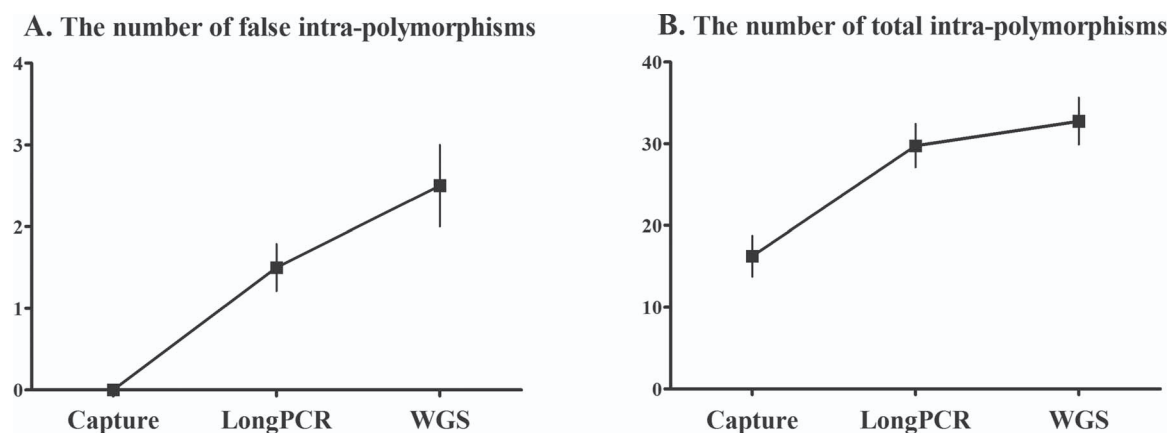 A. The number of false intra-polymorphisms
4
3
2
1
0
Capture LongPCR WGS
B. The number of total intra-polymorphisms
40
30
20
10
0
Capture LongPCR WGS